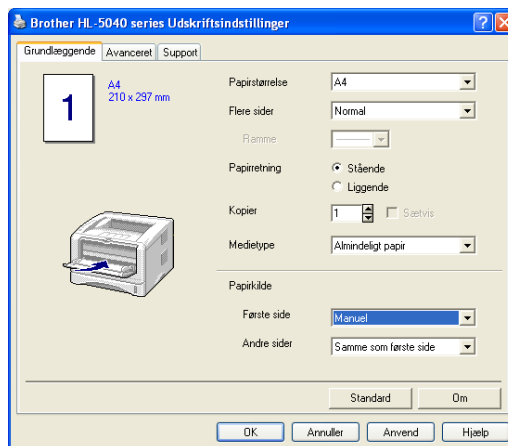 Brother HL-5040 series Udskriftsindstillinger
Grundlæggende Avanceret Support
1
A4
210 x 297 mm
Papirstørrelse A4
Flere sider Normal
Ramme
Papirretning Stående
Liggende
Kopier 1 Sætvis
Medietype Almindeligt papir
Papirkilde
Første side Manuel
Andre sider Samme som første side
Standard Om
OK Annuller Anvend Hjælp